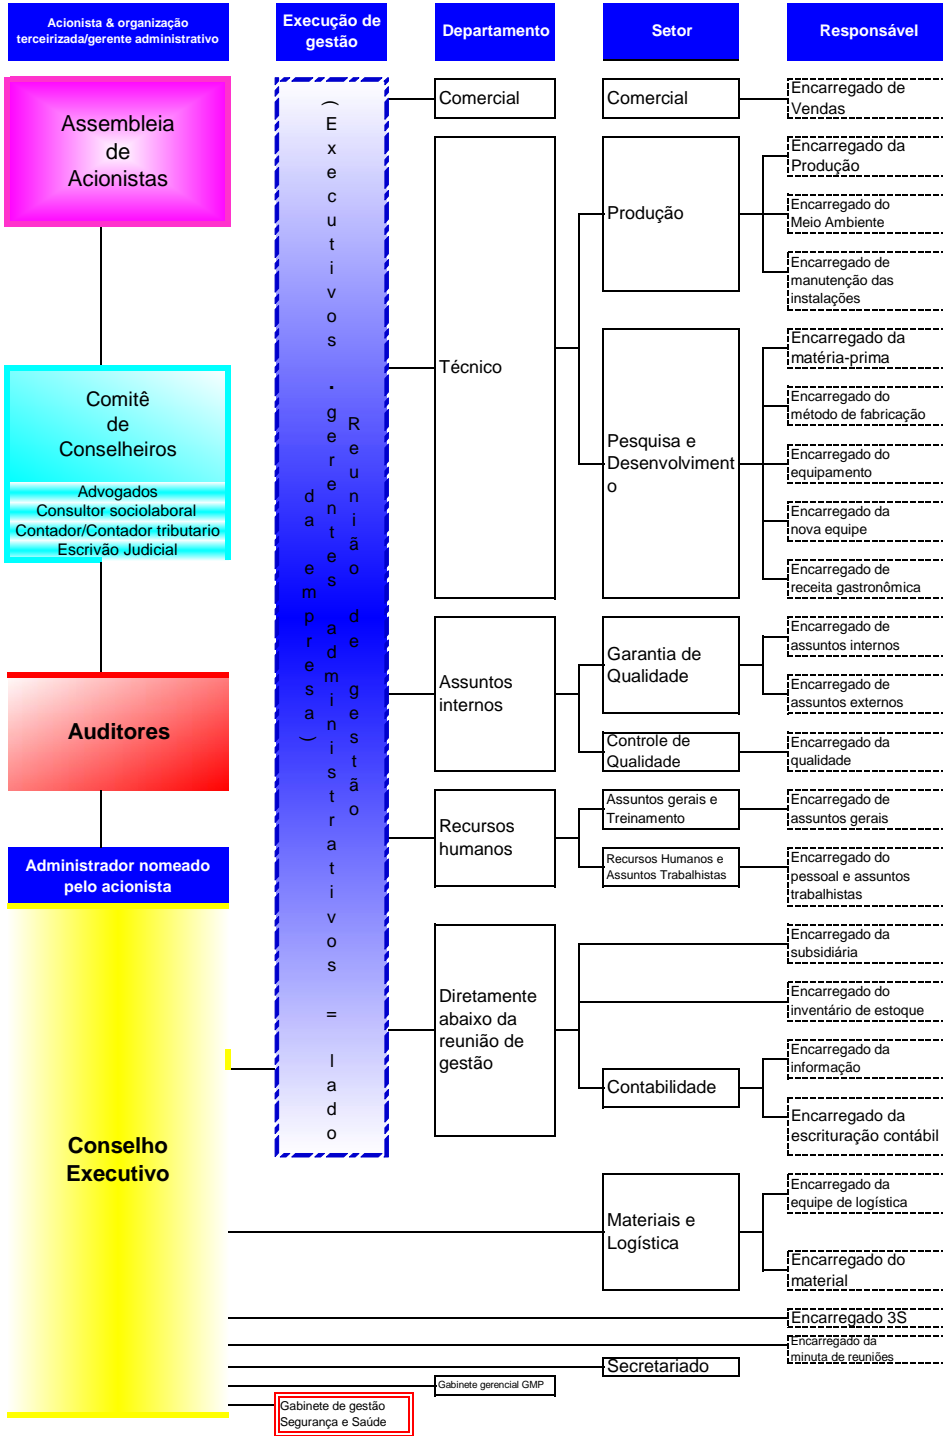 Acionista & organização
terceirizada/gerente administrativo
Execução de
gestão
Departamento
Setor
Responsável
Assembleia
de
Acionistas
Comitê
de
Conselheiros
Advogados
Consultor sociolaboral
Contador/Contador tributario
Escrivão Judicial
Auditores
Administrador nomeado
pelo acionista
Conselho
Executivo
Reunião de gestão
(Executivos ・gerentes administrativos = lado
da empresa)
Comercial
Técnico
Assuntos
internos
Recursos
humanos
Diretamente
abaixo da
reunião de
gestão
Comercial
Produção
Pesquisa e
Desenvolviment
o
Garantia de
Qualidade
Controle de
Qualidade
Assuntos gerais e
Treinamento
Recursos Humanos e
Assuntos Trabalhistas
Contabilidade
Materiais e
Logística
Secretariado
Gabinete gerencial GMP
Gabinete de gestão
Segurança e Saúde
Encarregado de
Vendas
Encarregado da
Produção
Encarregado do
Meio Ambiente
Encarregado de
manutenção das
instalações
Encarregado da
matéria-prima
Encarregado do
método de fabricação
Encarregado do
equipamento
Encarregado da
nova equipe
Encarregado de
receita gastronômica
Encarregado de
assuntos internos
Encarregado de
assuntos externos
Encarregado da
qualidade
Encarregado de
assuntos gerais
Encarregado do
pessoal e assuntos
trabalhistas
Encarregado da
subsidiária
Encarregado do
inventário de estoque
Encarregado da
informação
Encarregado da
escrituração contábil
Encarregado da
equipe de logística
Encarregado do
material
Encarregado 3S
Encarregado da
minuta de reuniões